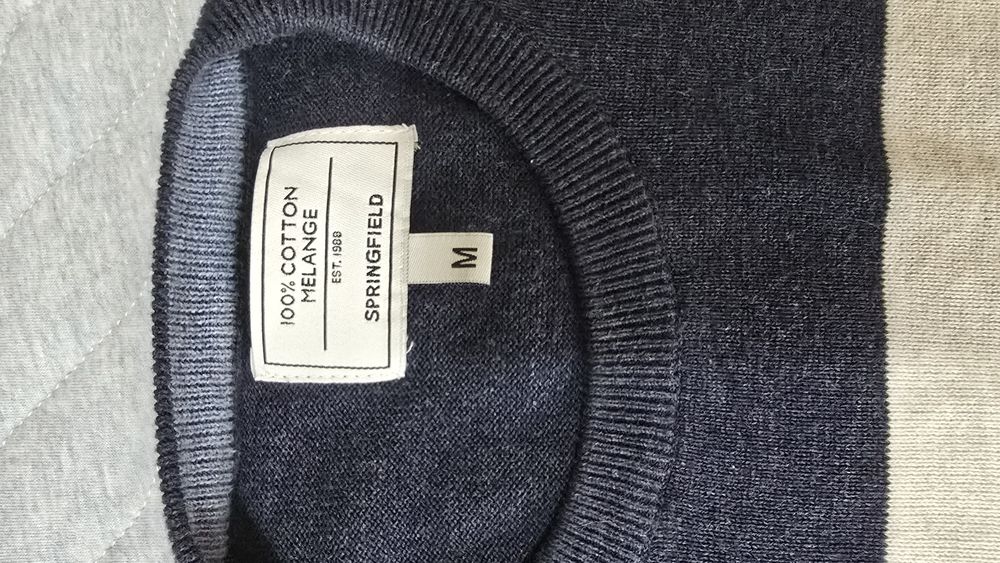 100% COTTON
MELANGE
EST. 1988
SPRINGFIELD
M